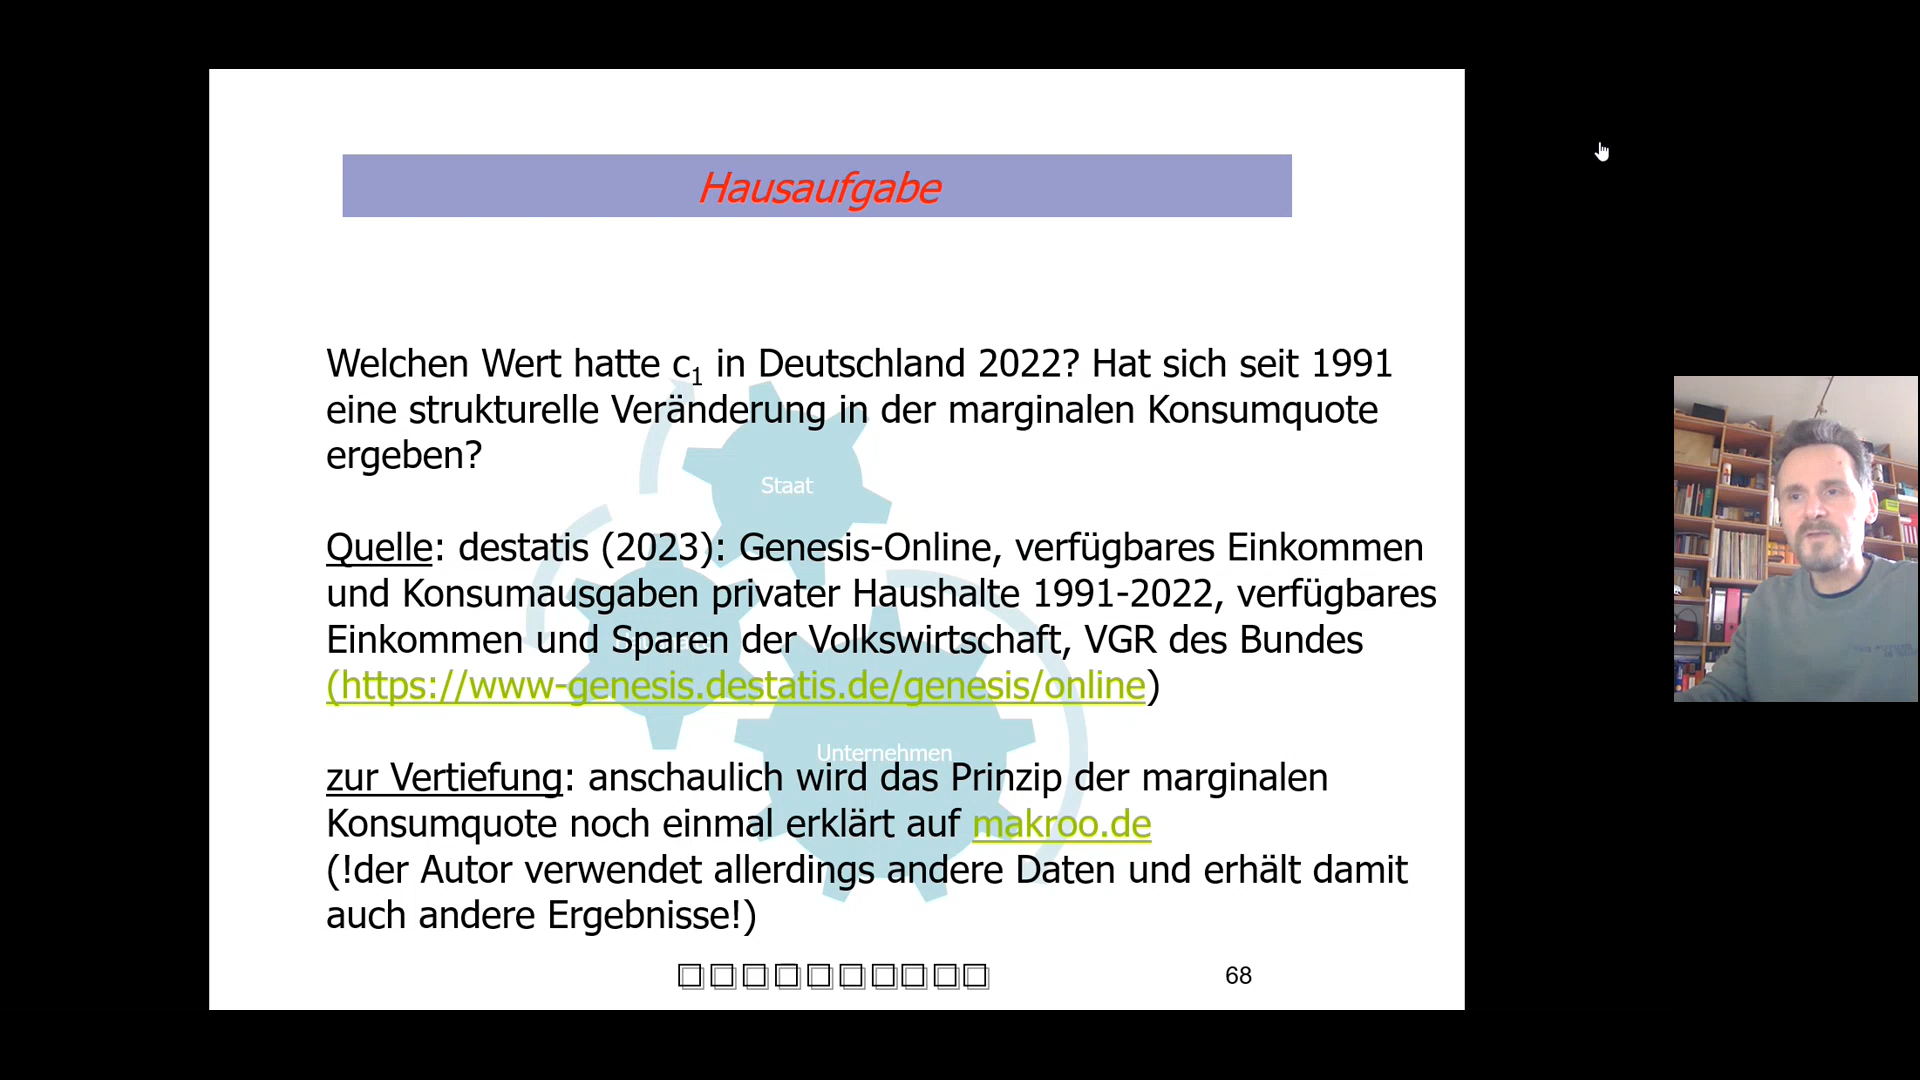 Hausaufgabe
Welchen Wert hatte c₁ in Deutschland 2022? Hat sich seit 1991
eine strukturelle Veränderung in der marginalen Konsumquote
ergeben?
Staat
Quelle: destatis (2023): Genesis-Online, verfügbares Einkommen
und Konsumausgaben privater Haushalte 1991-2022, verfügbares
Einkommen und Sparen der Volkswirtschaft, VGR des Bundes
(https://www-genesis.destatis.de/genesis/online)
Unternehmen
zur Vertiefung: anschaulich wird das Prinzip der marginalen
Konsumquote noch einmal erklärt auf makroo.de
(!der Autor verwendet allerdings andere Daten und erhält damit
auch andere Ergebnisse!)
68